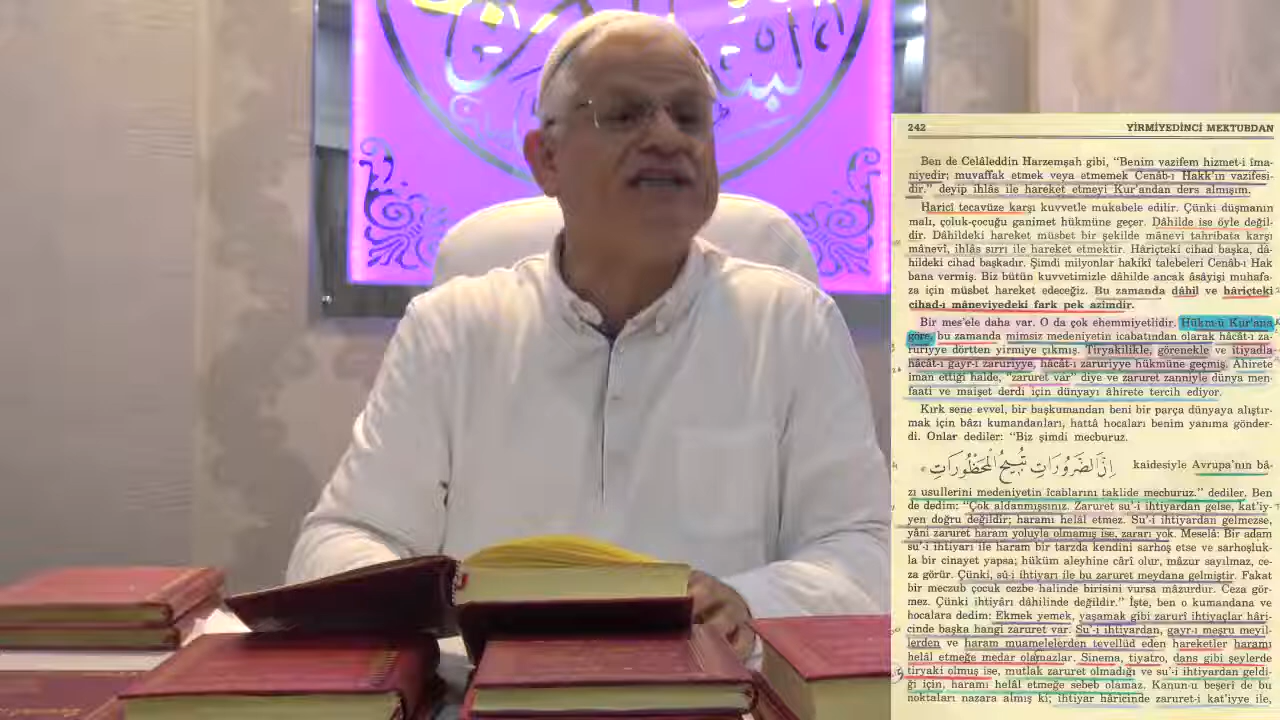 242
YİRMİYEDİNCİ MEKTUBDAN
Ben de Celâleddin Harzemşah gibi, "Benim vazifem hizmet-i îma-
niyedir; muvaffak etmek veya etmemek Cenâb-ı Hakk'ın vazifesi-
dir." deyip ihlâs ile hareket etmeyi Kur'andan ders almışım.
Haricî tecavüze karşı kuvvetle mukabele edilir. Çünki düşmanın
malı, çoluk-çocuğu ganimet hükmüne geçer. Dâhilde ise öyle değil-
dir. Dâhildeki hareket müsbet bir şekilde mânevî tahribata karşı
mânevî, ihlâs sırrı ile hareket etmektir. Hâriçteki cihad başka, dâ-
hildeki cihad başkadır. Şimdi milyonlar hakikî talebeleri Cenâb-ı Hak
bana vermiş. Biz bütün kuvvetimizle dâhilde ancak âsâyişi muhafa-
za için müsbet hareket edeceğiz. Bu zamanda dâhil ve hâriçteki
cihad-ı mâneviyedeki fark pek azîmdir.
Bir mes'ele daha var. O da çok ehemmiyetlidir. Hükm-ü Kur'ana
göre, bu zamanda mimsiz medeniyetin icabatından olarak hâcât-ı za-
ruriyye dörtten yirmiye çıkmış. Tiryakilikle, görenekle ve îtiyadla
hâcât-ı gayr-ı zaruriyye, hâcât-ı zaruriyye hükmüne geçmiş. Ahirete
iman ettiği halde, "zaruret var" diye ve zaruret zanniyle dünya men-
faati ve maişet derdi için dünyayı âhirete tercih ediyor.
Kırk sene evvel, bir başkumandan beni bir parça dünyaya alıştır-
mak için bâzı kumandanları, hattâ hocaları benim yanıma gönder-
di. Onlar dediler: "Biz şimdi mecburuz.
اِنَّ الضَّرُورَاتِ تُبِيحُ الْمَحْظُورَاتِ kaidesiyle Avrupa'nın bâ-
zı usullerini medeniyetin îcablarını taklide mecburuz." dediler. Ben
de dedim: "Çok aldanmışsınız. Zaruret su'-i ihtiyardan gelse, kat'iy-
yen doğru değildir; haramı helâl etmez. Su'-i ihtiyardan gelmezse,
yâni zaruret haram yoluyla olmamış ise, zararı yok. Meselâ: Bir adam
su'-i ihtiyarı ile haram bir tarzda kendini sarhoş etse ve sarhoşluk-
la bir cinayet yapsa; hüküm aleyhine cârî olur, mâzur sayılmaz, ce-
za görür. Çünki, sû'-i ihtiyarı ile bu zaruret meydana gelmiştir. Fakat
bir meczub çocuk cezbe halinde birisini vursa mâzurdur. Ceza gör-
mez. Çünki ihtiyârı dâhilinde değildir." İşte, ben o kumandana ve
hocalara dedim: Ekmek yemek, yaşamak gibi zarurî ihtiyaçlar hâri-
cinde başka hangi zaruret var. Su'-i ihtiyardan, gayr-ı meşru meyil-
lerden ve haram muamelelerden tevellüd eden hareketler haramı
helâl etmeğe medar olamazlar. Sinema, tiyatro, dans gibi şeylerde
tiryaki olmuş ise, mutlak zaruret olmadığı ve su'-i ihtiyardan geldi-
ği için, haramı helâl etmeğe sebeb olamaz. Kanun-u beşerî de bu
noktaları nazara almış ki; ihtiyar hâricinde zaruret-i kat'iyye ile,